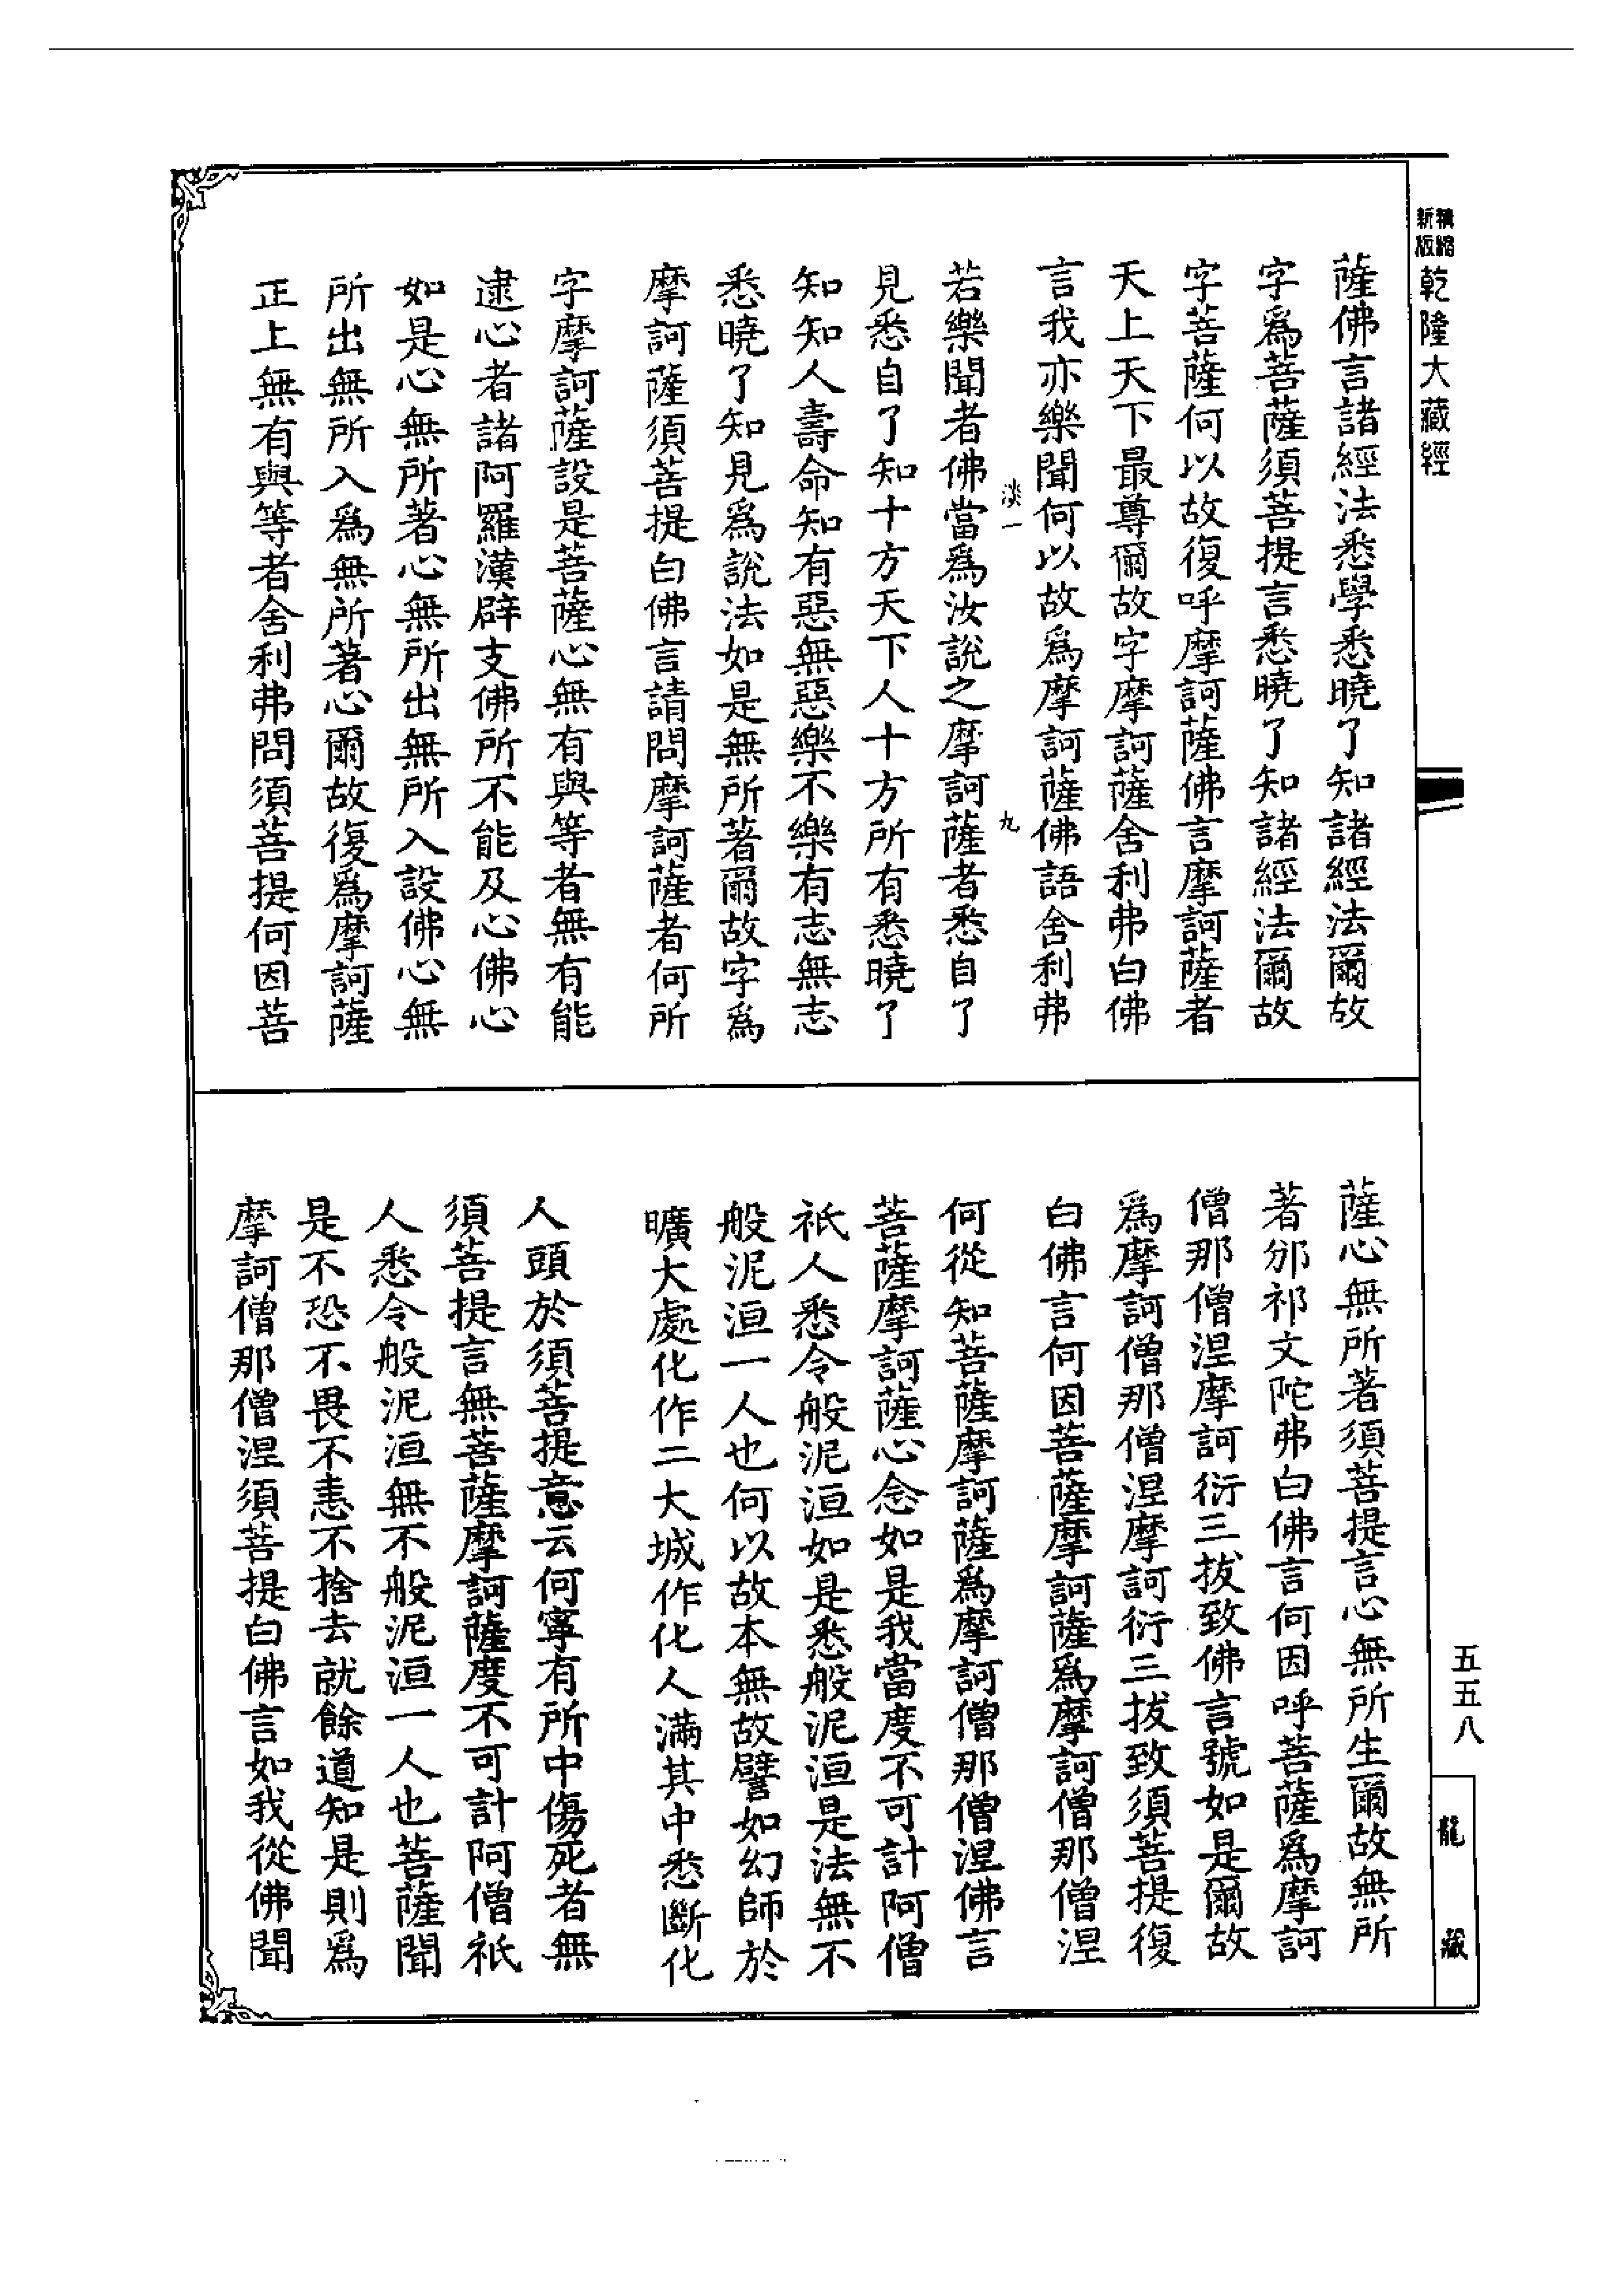 新版精縮
乾隆大藏經
薩佛言諸經法悉學悉曉了知諸經法爾故
字爲菩薩須菩提言悉曉了知諸經法爾故
字菩薩何以故復呼摩訶薩佛言摩訶薩者
天上天下最尊爾故字摩訶薩舍利弗白佛
言我亦樂聞何以故爲摩訶薩佛語舍利弗
淡一
九
若樂聞者佛當爲汝說之摩訶薩者悉自了
見悉自了知十方天下人十方所有悉曉了
知知人壽命知有惡無惡樂不樂有志無志
悉曉了知見爲說法如是無所著爾故字爲
摩訶薩須菩提白佛言請問摩訶薩者何所
字摩訶薩設是菩薩心無有與等者無有能
逮心者諸阿羅漢辟支佛所不能及心佛心
如是心無所著心無所出無所入設佛心無
所出無所入爲無所著心爾故復爲摩訶薩
正上無有與等者舍利弗問須菩提何因菩
薩心無所著須菩提言心無所生爾故無所
著邠祁文陀弗白佛言何因呼菩薩爲摩訶
僧那僧涅摩訶衍三拔致佛言號如是爾故
爲摩訶僧那僧涅摩訶衍三拔致須菩提復
白佛言何因菩薩摩訶薩爲摩訶僧那僧涅
何從知菩薩摩訶薩爲摩訶僧那僧涅佛言
菩薩摩訶薩心念如是我當度不可計阿僧
祇人悉令般泥洹如是悉般泥洹是法無不
般泥洹一人也何以故本無故譬如幻師於
曠大處化作二大城作化人滿其中悉斷化
人頭於須菩提意云何寧有所中傷死者無
須菩提言無菩薩摩訶薩度不可計阿僧祇
人悉令般泥洹無不般泥洹一人也菩薩聞
是不恐不畏不恚不捨去就餘道知是則爲
摩訶僧那僧涅須菩提白佛言如我從佛聞
五五八
龍藏